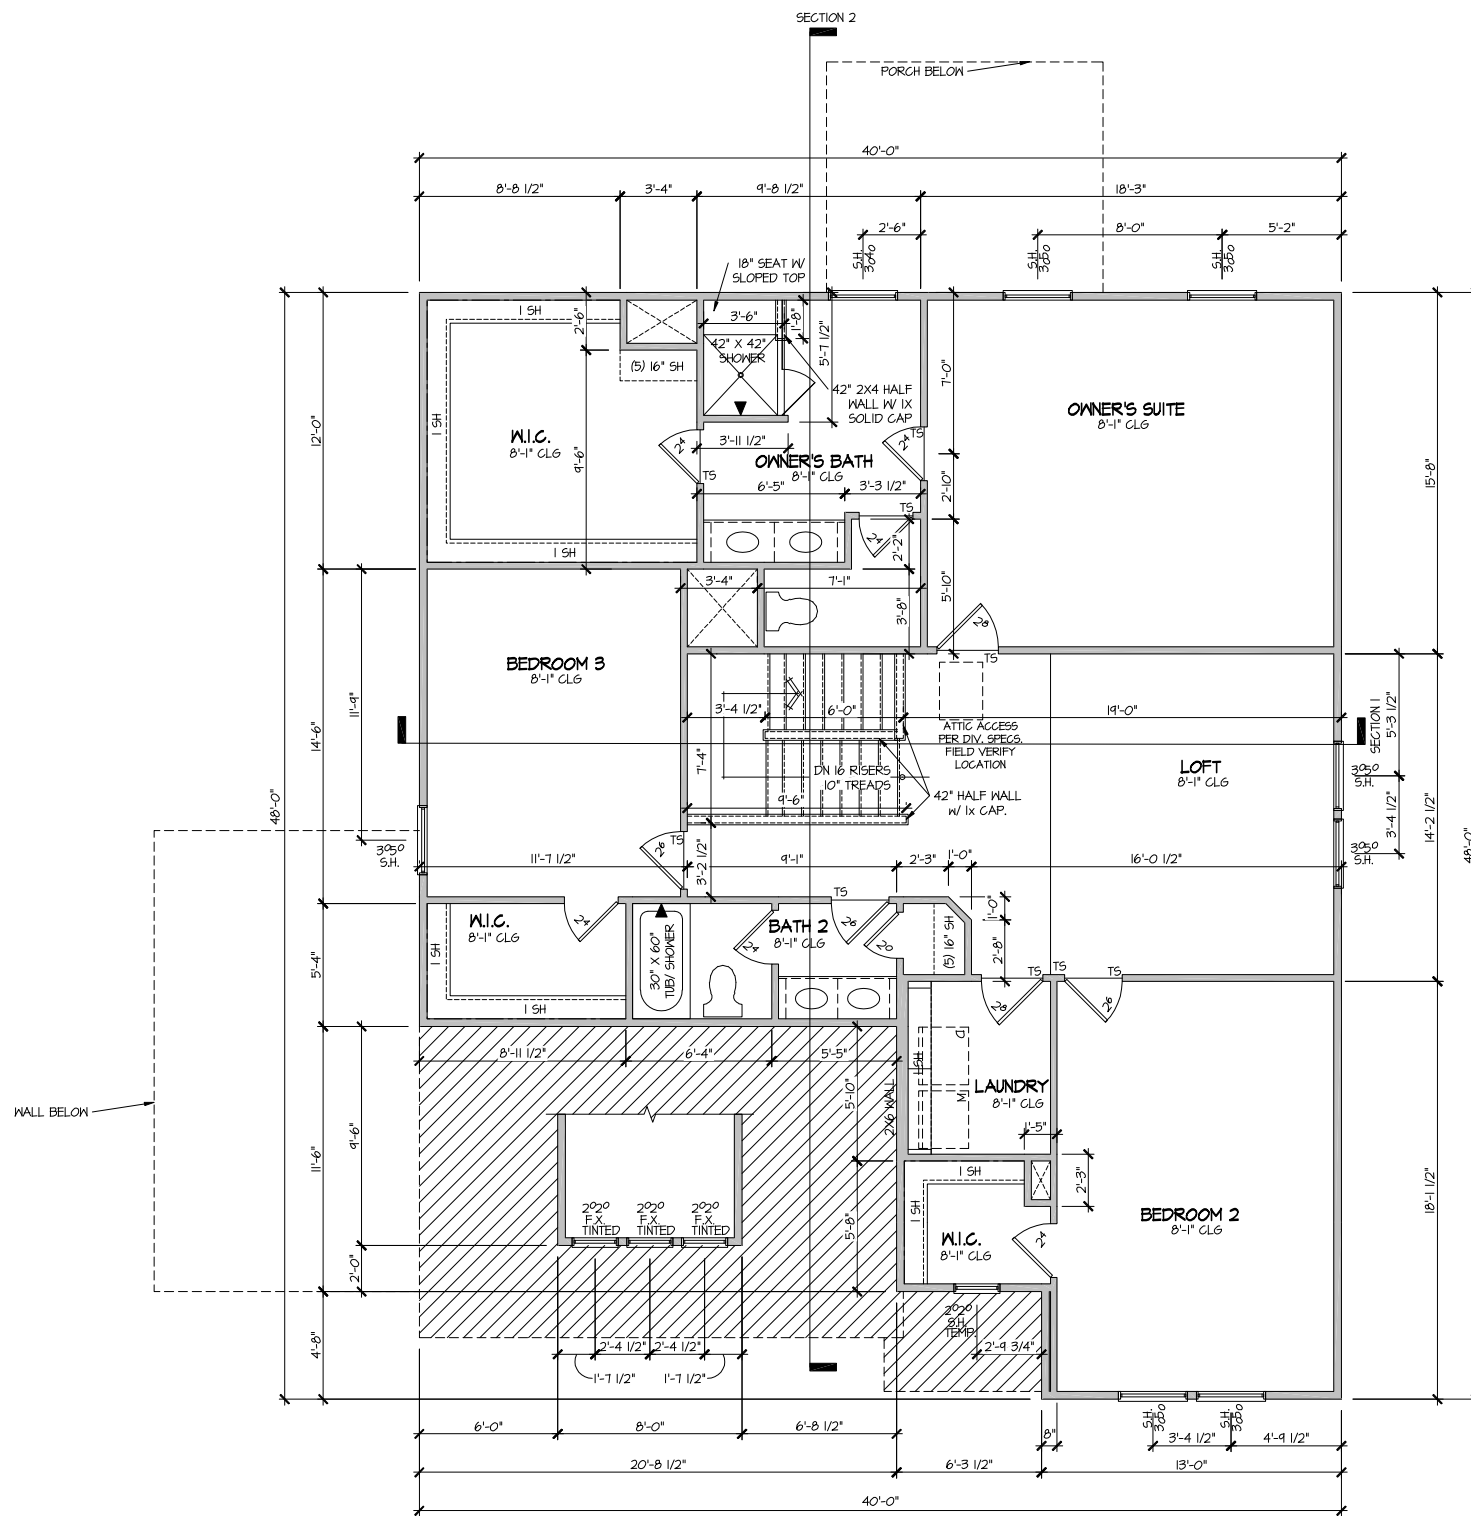 SECTION 2
PORCH BELOW
40'-0"
8'-8 1/2"
3'-4"
9'-8 1/2"
18'-3"
2'-6"
8'-0"
5'-2"
S.H.
3⁰4⁰
S.H.
3⁰5⁰
S.H.
3⁰5⁰
18" SEAT W/
SLOPED TOP
1 SH
2'-6"
3'-6"
1'-8"
5'-7 1/2"
42" X 42"
SHOWER
(5) 16" SH
42" 2X4 HALF
WALL W/ 1X
SOLID CAP
7'-0"
OWNER'S SUITE
8'-1" CLG
12'-0"
1 SH
W.I.C.
8'-1" CLG
9'-6"
24
TS
3'-11 1/2"
OWNER'S BATH
8'-1" CLG
24
TS
15'-8"
6'-5"
3'-3 1/2"
2'-10"
TS
24
2'-2"
1 SH
3'-4"
7'-1"
3'-8"
5'-10"
28
TS
BEDROOM 3
8'-1" CLG
11'-9"
14'-6"
48'-0"
3'-4 1/2"
6'-0"
19'-0"
ATTIC ACCESS
PER DIV. SPECS.
FIELD VERIFY
LOCATION
SECTION 1
5'-3 1/2"
7'-4"
DN 16 RISERS
10" TREADS
9'-6"
42" HALF WALL
W/ 1x CAP.
LOFT
8'-1" CLG
3⁰5⁰
S.H.
3'-4 1/2"
14'-2 1/2"
48'-0"
3⁰5⁰
S.H.
3⁰5⁰
S.H.
11'-7 1/2"
26
TS
3'-2 1/2"
9'-1"
2'-3"
1'-0"
16'-0 1/2"
TS
1'-0"
W.I.C.
8'-1" CLG
24
1 SH
1 SH
5'-4"
30" X 60"
TUB/ SHOWER
24
BATH 2
8'-1" CLG
26
20
(5) 16" SH
2'-8"
TS
TS
TS
28
26
8'-11 1/2"
6'-4"
5'-5"
5'-10"
2X6 WALL
1 SH
D
W
LAUNDRY
8'-1" CLG
1'-5"
WALL BELOW
9'-6"
11'-6"
2'-0"
4'-8"
2⁰2⁰
F.X.
TINTED
2⁰2⁰
F.X.
TINTED
2⁰2⁰
F.X.
TINTED
5'-8"
1 SH
1 SH
2'-3"
W.I.C.
8'-1" CLG
24
BEDROOM 2
8'-1" CLG
18'-1 1/2"
2⁰2⁰
S.H.
TEMP.
2'-9 3/4"
2'-4 1/2"
2'-4 1/2"
1'-7 1/2"
1'-7 1/2"
6'-0"
8'-0"
6'-8 1/2"
8"
S.H.
3⁰5⁰
S.H.
3⁰5⁰
3'-4 1/2"
4'-9 1/2"
20'-8 1/2"
6'-3 1/2"
13'-0"
40'-0"